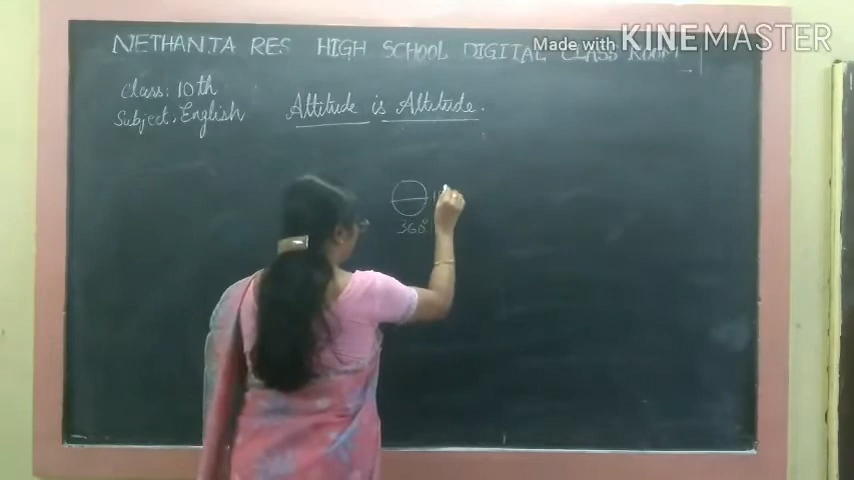 NETHANJA RES HIGH SCHOOL DIGITAL CLASS ROOM
Made with KINEMASTER
Class: 10th
Subject. English
Attitude is Altitude.
360°